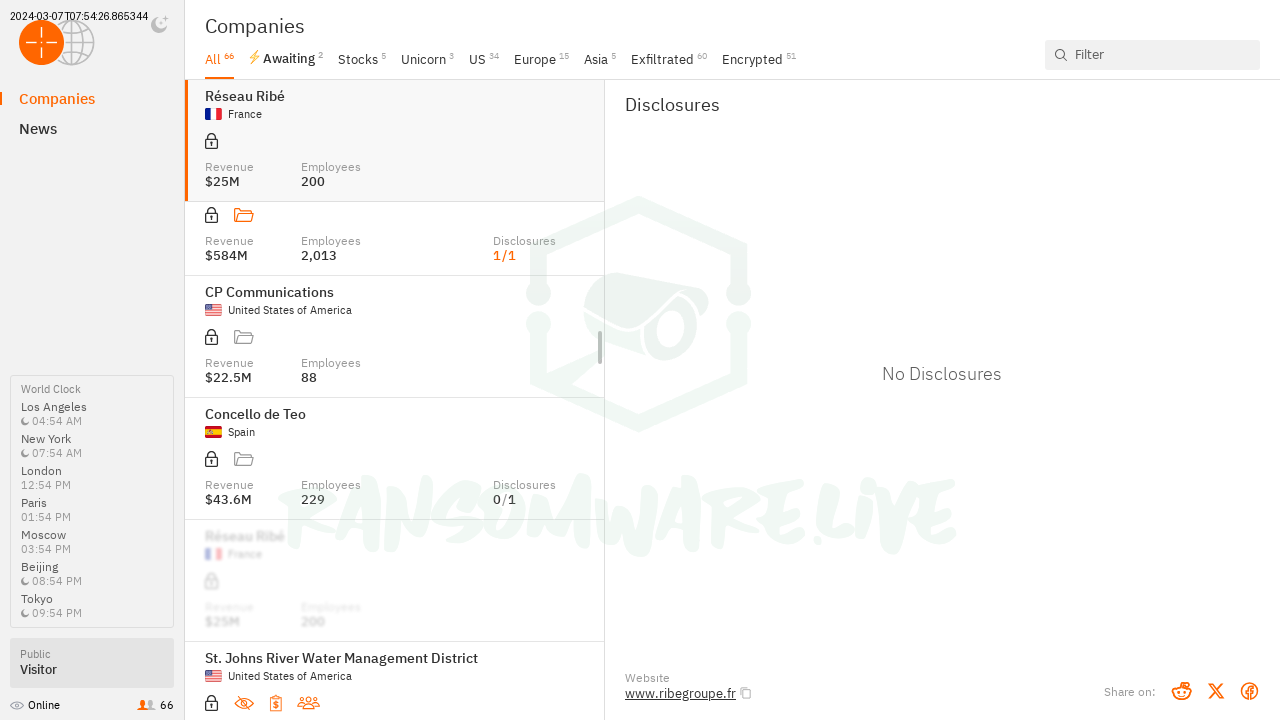 2024-03-07T07:54:26.865344
Companies
News
World Clock
Los Angeles
04:54 AM
New York
07:54 AM
London
12:54 PM
Paris
01:54 PM
Moscow
03:54 PM
Beijing
08:54 PM
Tokyo
09:54 PM
Public
Visitor
Online 66
Companies
All 66 Awaiting 2 Stocks 5 Unicorn 3 US 34 Europe 15 Asia 5 Exfiltrated 60 Encrypted 51
Filter
Réseau Ribé
France
Revenue Employees
$25M 200
Revenue Employees Disclosures
$584M 2,013 1/1
CP Communications
United States of America
Revenue Employees
$22.5M 88
Concello de Teo
Spain
Revenue Employees Disclosures
$43.6M 229 0/1
Réseau Ribé
France
Revenue Employees
$25M 200
St. Johns River Water Management District
United States of America
Disclosures
No Disclosures
RANSOMWARE.LIVE
Website
www.ribegroupe.fr
Share on: